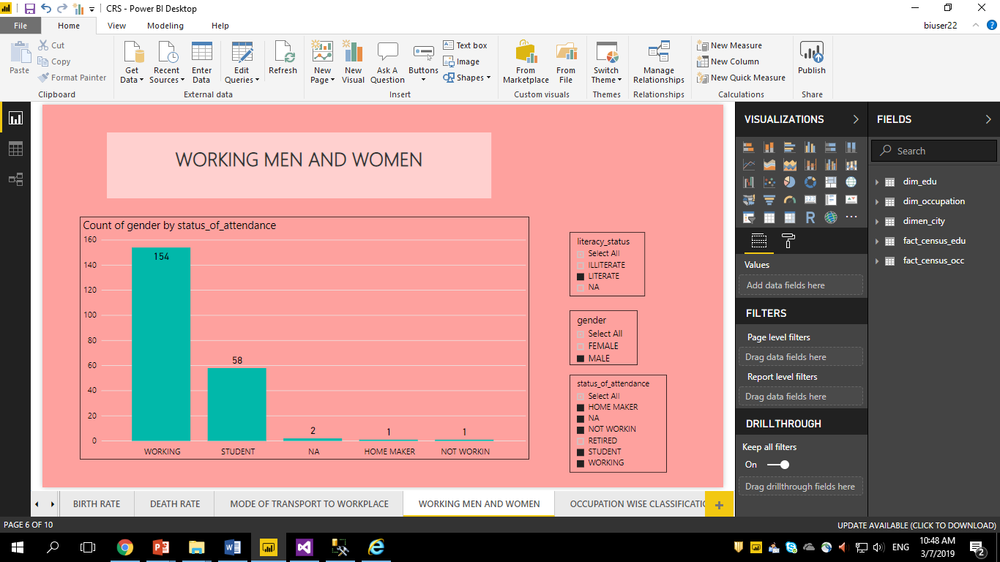 CRS - Power BI Desktop
File Home View Modeling Help biuser22 ?
Paste Cut Copy Format Painter
Get Data Recent Sources Enter Data Edit Queries Refresh
New Page New Visual Ask A Question Buttons Text box Image Shapes
From Marketplace From File Switch Theme Manage Relationships
New Measure New Column New Quick Measure Publish
Clipboard External data Insert Custom visuals Themes Relationships Calculations Share
WORKING MEN AND WOMEN
Count of gender by status_of_attendance
160
140
120
100
80
60
40
20
0
154
58
2
1
1
WORKING STUDENT NA HOME MAKER NOT WORKIN
literacy_status
Select All
ILLITERATE
LITERATE
NA
gender
Select All
FEMALE
MALE
status_of_attendance
Select All
HOME MAKER
NA
NOT WORKIN
RETIRED
STUDENT
WORKING
VISUALIZATIONS
R
Values
Add data fields here
FILTERS
Page level filters
Drag data fields here
Report level filters
Drag data fields here
DRILLTHROUGH
Keep all filters
On
Drag drillthrough fields here
FIELDS
Search
dim_edu
dim_occupation
dimen_city
fact_census_edu
fact_census_occ
BIRTH RATE DEATH RATE MODE OF TRANSPORT TO WORKPLACE WORKING MEN AND WOMEN OCCUPATION WISE CLASSIFICATIO
PAGE 6 OF 10 UPDATE AVAILABLE (CLICK TO DOWNLOAD)
ENG
10:48 AM
3/7/2019
2